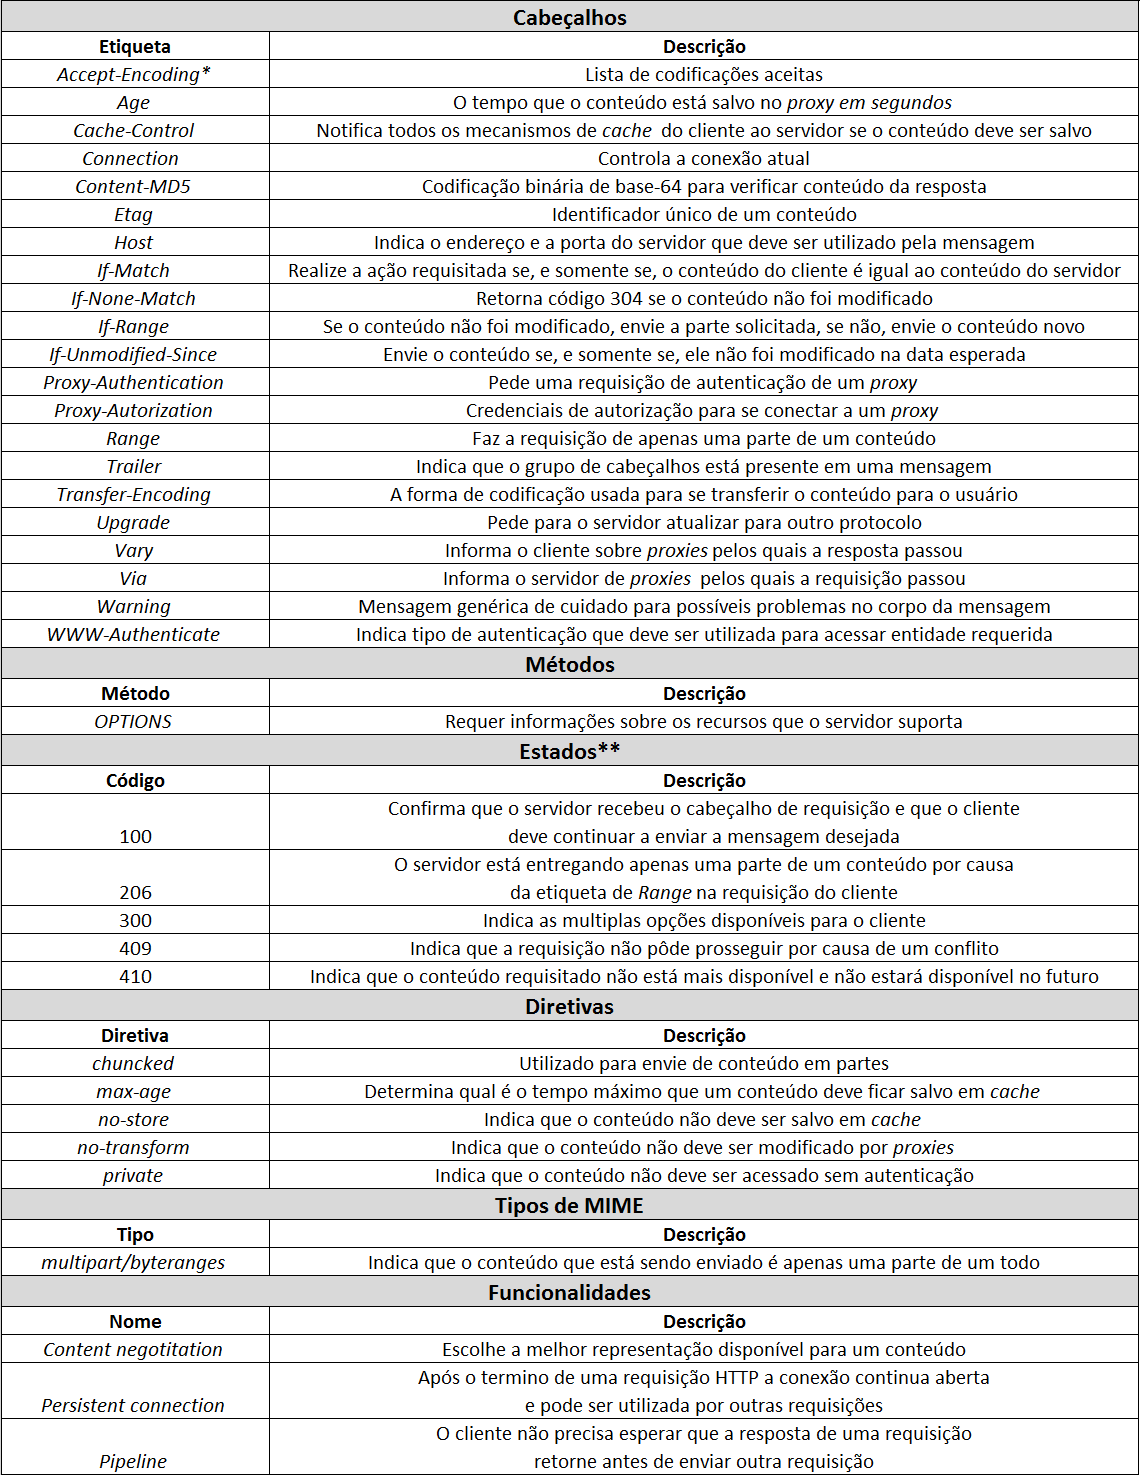 Cabeçalhos
Etiqueta Descrição
Accept-Encoding* Lista de codificações aceitas
Age O tempo que o conteúdo está salvo no proxy em segundos
Cache-Control Notifica todos os mecanismos de cache do cliente ao servidor se o conteúdo deve ser salvo
Connection Controla a conexão atual
Content-MD5 Codificação binária de base-64 para verificar conteúdo da resposta
Etag Identificador único de um conteúdo
Host Indica o endereço e a porta do servidor que deve ser utilizado pela mensagem
If-Match Realize a ação requisitada se, e somente se, o conteúdo do cliente é igual ao conteúdo do servidor
If-None-Match Retorna código 304 se o conteúdo não foi modificado
If-Range Se o conteúdo não foi modificado, envie a parte solicitada, se não, envie o conteúdo novo
If-Unmodified-Since Envie o conteúdo se, e somente se, ele não foi modificado na data esperada
Proxy-Authentication Pede uma requisição de autenticação de um proxy
Proxy-Autorization Credenciais de autorização para se conectar a um proxy
Range Faz a requisição de apenas uma parte de um conteúdo
Trailer Indica que o grupo de cabeçalhos está presente em uma mensagem
Transfer-Encoding A forma de codificação usada para se transferir o conteúdo para o usuário
Upgrade Pede para o servidor atualizar para outro protocolo
Vary Informa o cliente sobre proxies pelos quais a resposta passou
Via Informa o servidor de proxies pelos quais a requisição passou
Warning Mensagem genérica de cuidado para possíveis problemas no corpo da mensagem
WWW-Authenticate Indica tipo de autenticação que deve ser utilizada para acessar entidade requerida
Métodos
Método Descrição
OPTIONS Requer informações sobre os recursos que o servidor suporta
Estados**
Código Descrição
Confirma que o servidor recebeu o cabeçalho de requisição e que o cliente
100 deve continuar a enviar a mensagem desejada
O servidor está entregando apenas uma parte de um conteúdo por causa
206 da etiqueta de Range na requisição do cliente
300 Indica as multiplas opções disponíveis para o cliente
409 Indica que a requisição não pôde prosseguir por causa de um conflito
410 Indica que o conteúdo requisitado não está mais disponível e não estará disponível no futuro
Diretivas
Diretiva Descrição
chuncked Utilizado para envie de conteúdo em partes
max-age Determina qual é o tempo máximo que um conteúdo deve ficar salvo em cache
no-store Indica que o conteúdo não deve ser salvo em cache
no-transform Indica que o conteúdo não deve ser modificado por proxies
private Indica que o conteúdo não deve ser acessado sem autenticação
Tipos de MIME
Tipo Descrição
multipart/byteranges Indica que o conteúdo que está sendo enviado é apenas uma parte de um todo
Funcionalidades
Nome Descrição
Content negotitation Escolhe a melhor representação disponível para um conteúdo
Após o termino de uma requisição HTTP a conexão continua aberta
Persistent connection e pode ser utilizada por outras requisições
O cliente não precisa esperar que a resposta de uma requisição
Pipeline retorne antes de enviar outra requisição